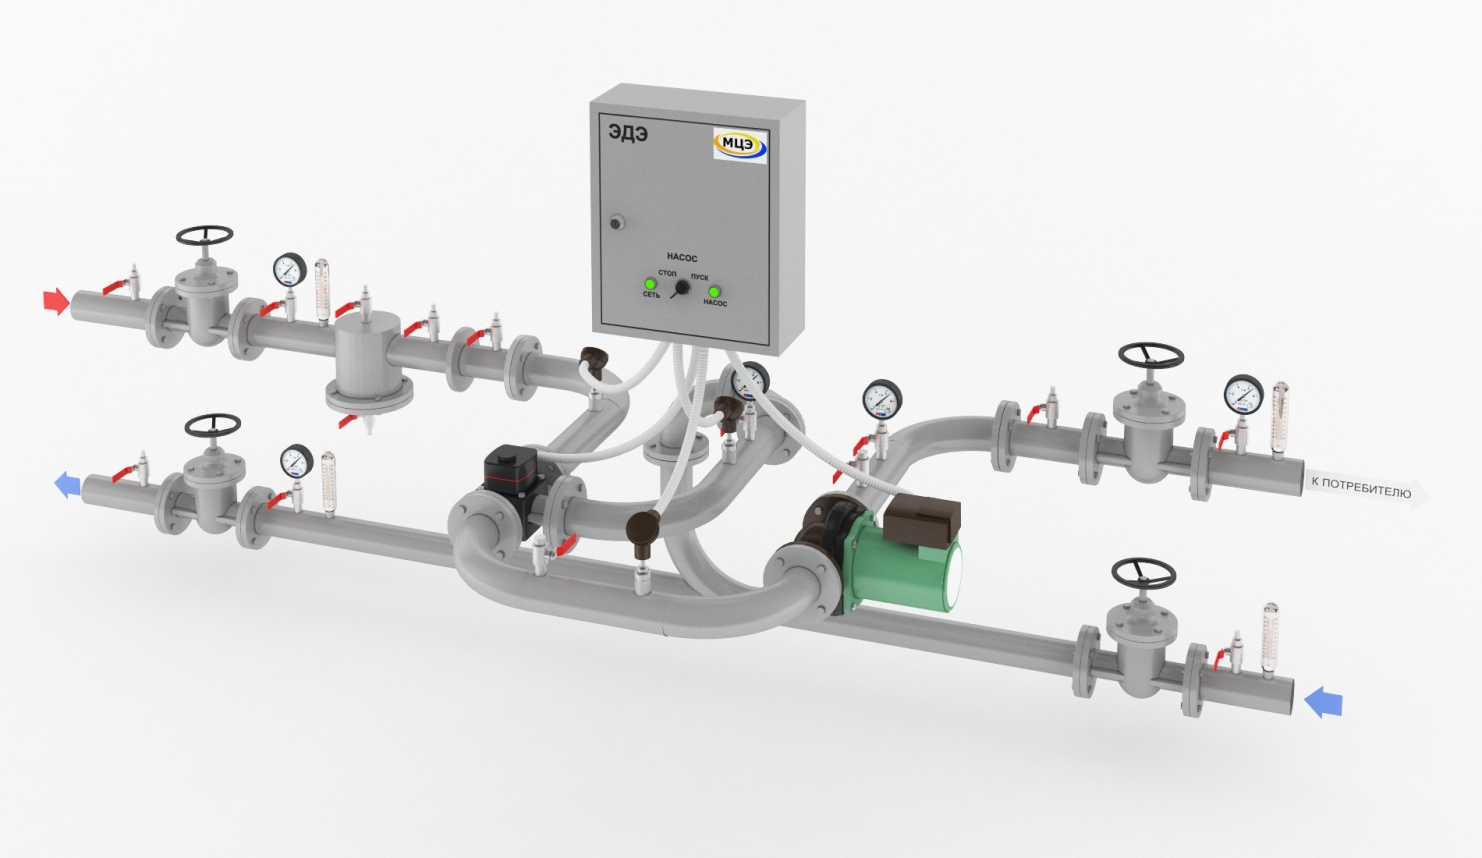 ЭДЭ
МЦЭ
НАСОС
СТОП ПУСК
СЕТЬ НАСОС
К ПОТРЕБИТЕЛЮ